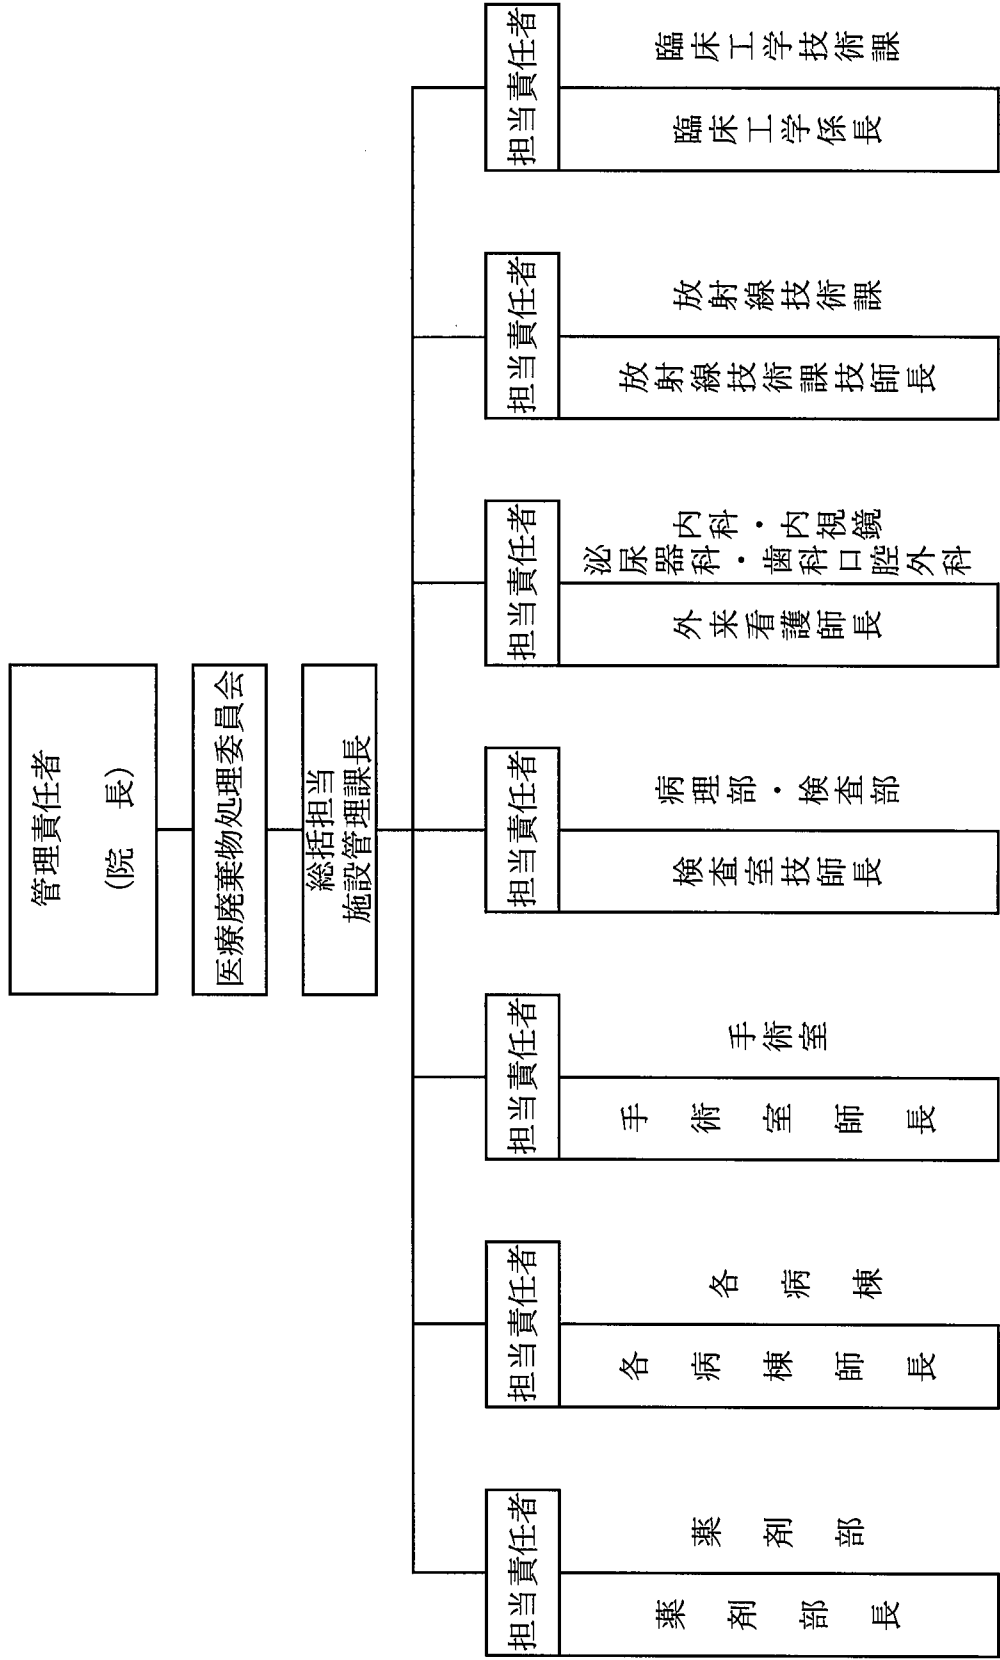 管理責任者
(院 長)
医療廃棄物処理委員会
総括担当
施設管理課長
担当責任者
薬剤部
薬剤部長
担当責任者
各病棟
各病棟師長
担当責任者
手術室
手術室師長
担当責任者
病理部・検査部
検査室技師長
担当責任者
内科・内視鏡
泌尿器科・歯科口腔外科
外来看護師長
担当責任者
放射線技術課
放射線技術課技師長
担当責任者
臨床工学技術課
臨床工学係長